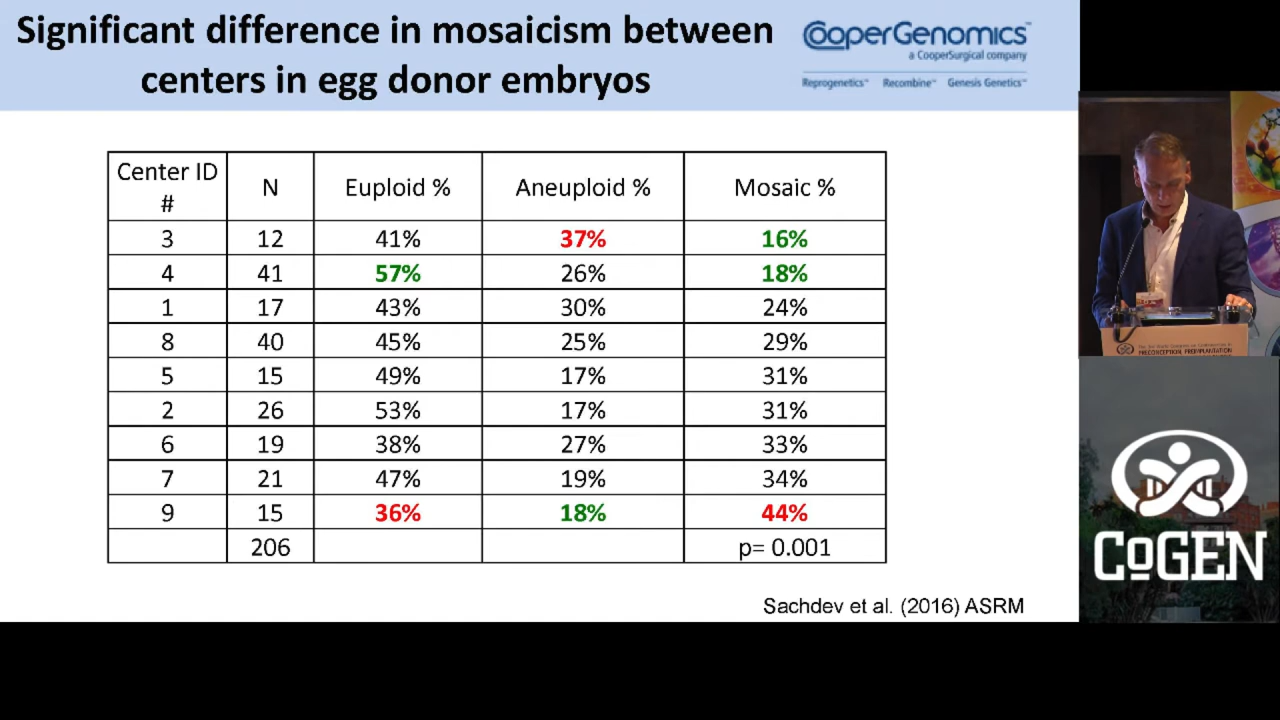 Significant difference in mosaicism between
centers in egg donor embryos
CooperGenomics™
a CooperSurgical company
Reprogenetics™ Recombine™ Genesis Genetics™
Center ID # N Euploid % Aneuploid % Mosaic %
3 12 41% 37% 16%
4 41 57% 26% 18%
1 17 43% 30% 24%
8 40 45% 25% 29%
5 15 49% 17% 31%
2 26 53% 17% 31%
6 19 38% 27% 33%
7 21 47% 19% 34%
9 15 36% 18% 44%
206 p= 0.001
Sachdev et al. (2016) ASRM
PRECONCEPTION, PREIMPLANTATION
CoGEN